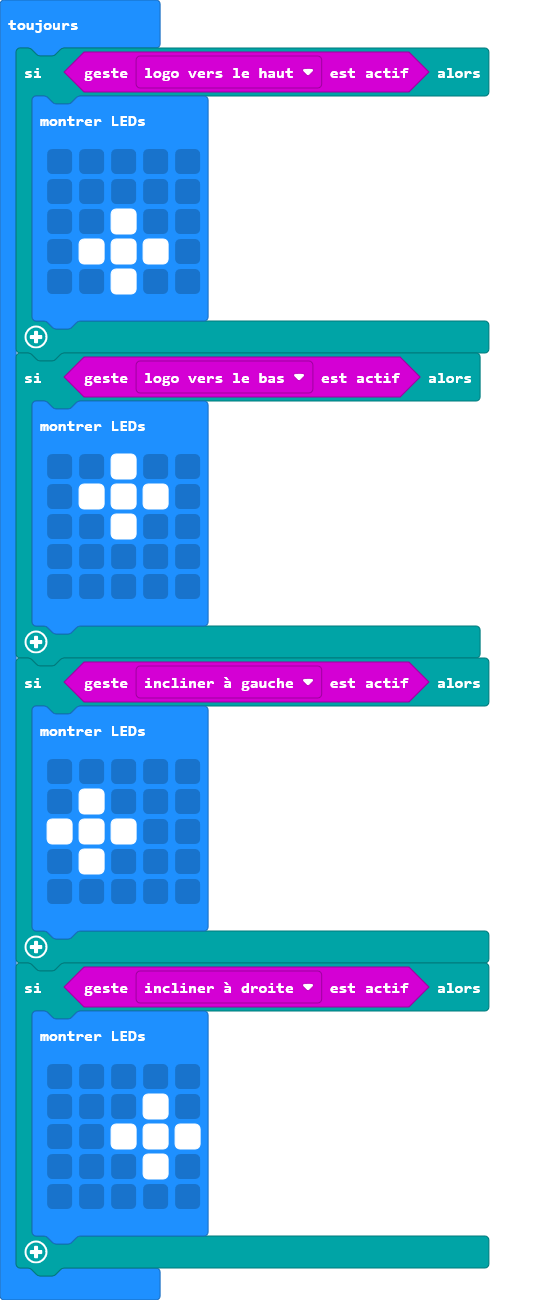 toujours
si geste logo vers le haut est actif alors
montrer LEDs
si geste logo vers le bas est actif alors
montrer LEDs
si geste incliner à gauche est actif alors
montrer LEDs
si geste incliner à droite est actif alors
montrer LEDs